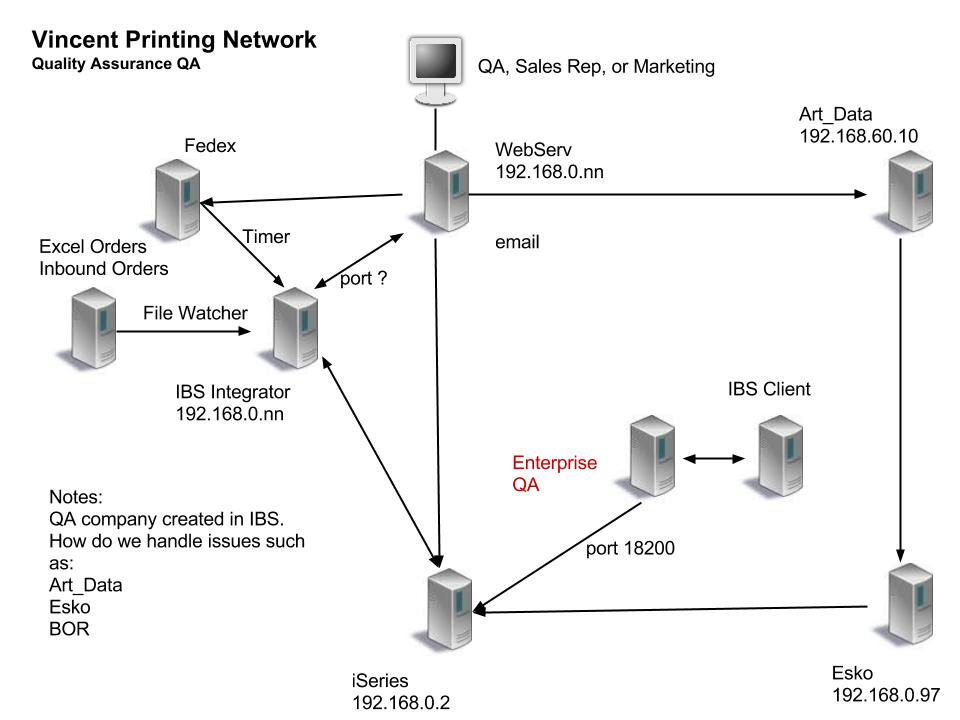 Vincent Printing Network
Quality Assurance QA
QA, Sales Rep, or Marketing
Art_Data
192.168.60.10
Fedex
WebServ
192.168.0.nn
Timer
email
Excel Orders
Inbound Orders
port ?
File Watcher
IBS Integrator
192.168.0.nn
IBS Client
Enterprise
QA
Notes:
QA company created in IBS.
How do we handle issues such
as:
Art_Data
Esko
BOR
port 18200
iSeries
192.168.0.2
Esko
192.168.0.97